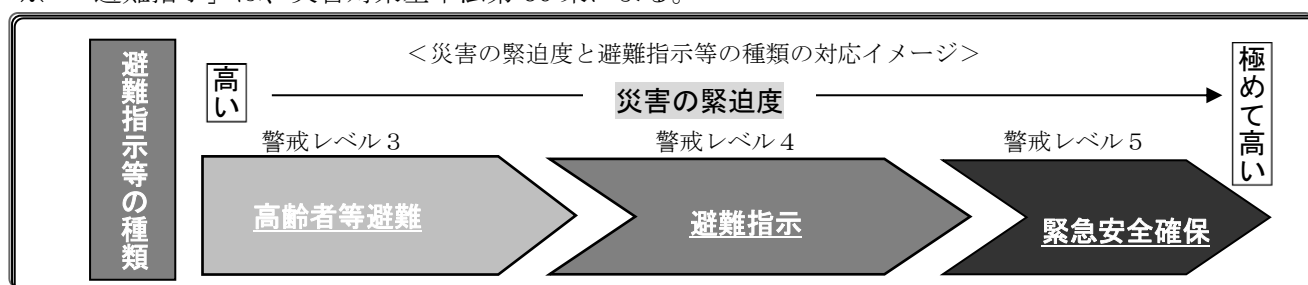 避難指示」は、災害対策基本法第 60 条による。
<災害の緊迫度と避難指示等の種類の対応イメージ>
避難指示等の種類
高い
災害の緊迫度
極めて高い
警戒レベル3
警戒レベル4
警戒レベル5
高齢者等避難
避難指示
緊急安全確保